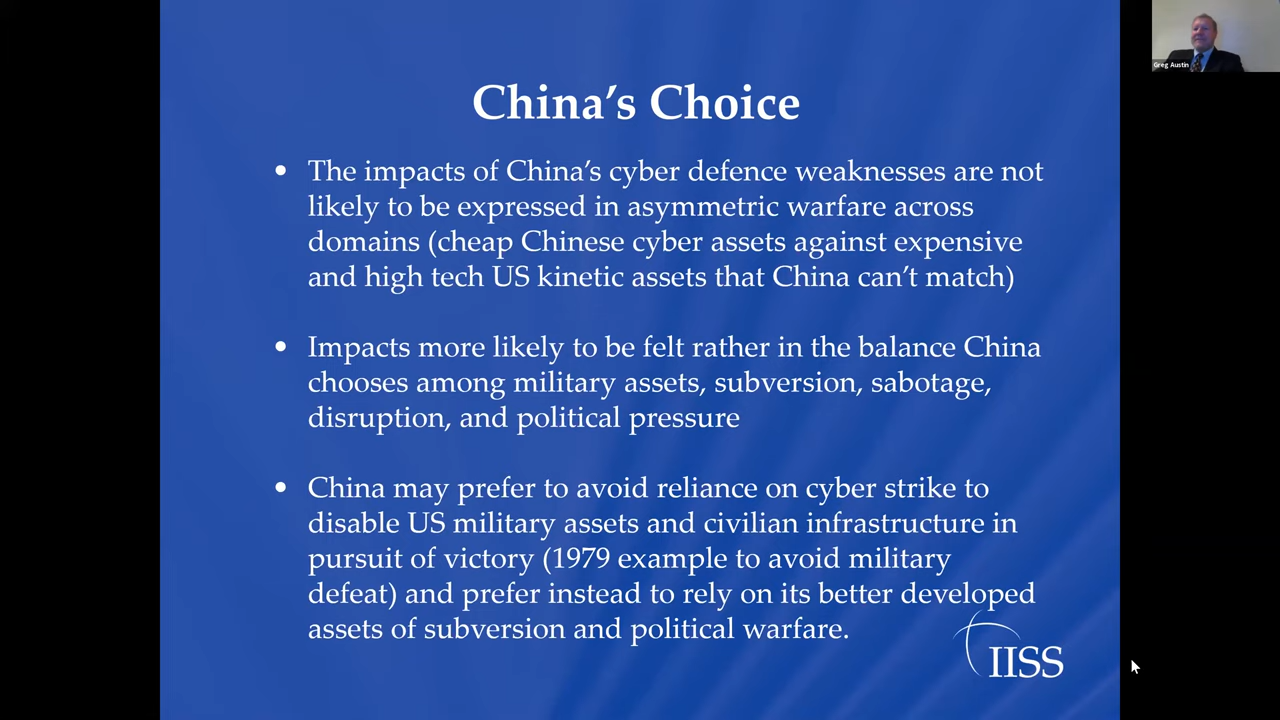 China’s Choice
• The impacts of China’s cyber defence weaknesses are not
likely to be expressed in asymmetric warfare across
domains (cheap Chinese cyber assets against expensive
and high tech US kinetic assets that China can’t match)
• Impacts more likely to be felt rather in the balance China
chooses among military assets, subversion, sabotage,
disruption, and political pressure
• China may prefer to avoid reliance on cyber strike to
disable US military assets and civilian infrastructure in
pursuit of victory (1979 example to avoid military
defeat) and prefer instead to rely on its better developed
assets of subversion and political warfare.
IISS
Greg Austin